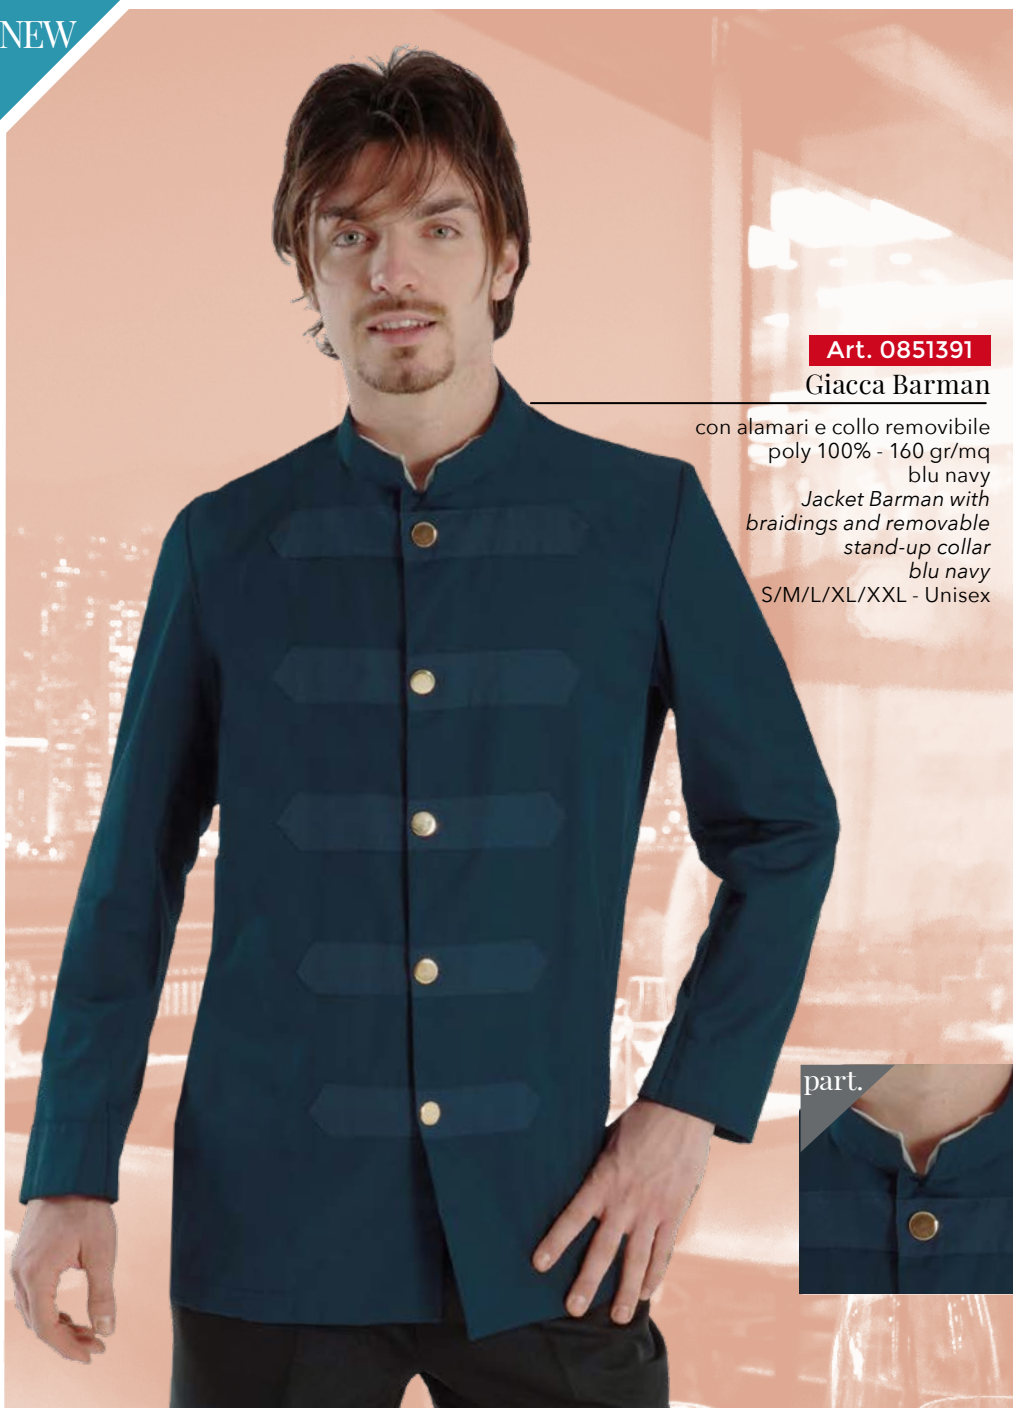 NEW
Art. 0851391
Giacca Barman
con alamari e collo removibile
poly 100% - 160 gr/mq
blu navy
Jacket Barman with
braidings and removable
stand-up collar
blu navy
S/M/L/XL/XXL - Unisex
part.